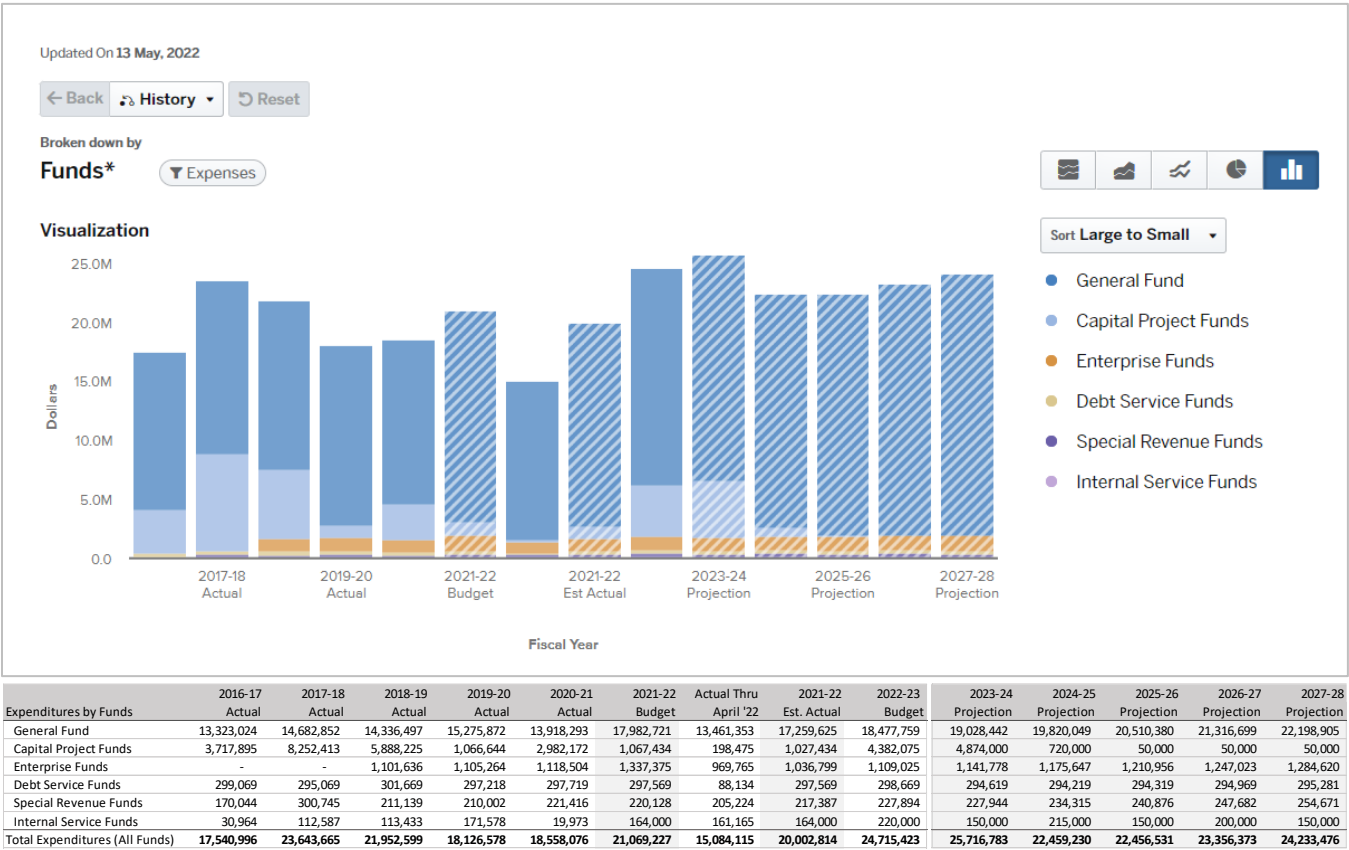 Updated On 13 May, 2022
← Back History ▾ Reset
Broken down by
Funds* Expenses
Visualization
Sort Large to Small ▾
General Fund
Capital Project Funds
Enterprise Funds
Debt Service Funds
Special Revenue Funds
Internal Service Funds
Dollars
25.0M
20.0M
15.0M
10.0M
5.0M
0.0
2017-18 2019-20 2021-22 2021-22 2023-24 2025-26 2027-28
Actual Actual Budget Est Actual Projection Projection Projection
Fiscal Year
2016-17 2017-18 2018-19 2019-20 2020-21 2021-22 Actual Thru 2021-22 2022-23 2023-24 2024-25 2025-26 2026-27 2027-28
Expenditures by Funds Actual Actual Actual Actual Actual Budget April '22 Est. Actual Budget Projection Projection Projection Projection Projection
General Fund 13,323,024 14,682,852 14,336,497 15,275,872 13,918,293 17,982,721 13,461,353 17,259,625 18,477,759 19,028,442 19,820,049 20,510,380 21,316,699 22,198,905
Capital Project Funds 3,717,895 8,252,413 5,888,225 1,066,644 2,982,172 1,067,434 198,475 1,027,434 4,382,075 4,874,000 720,000 50,000 50,000 50,000
Enterprise Funds - - 1,101,636 1,105,264 1,118,504 1,337,375 969,765 1,036,799 1,109,025 1,141,778 1,175,647 1,210,956 1,247,023 1,284,620
Debt Service Funds 299,069 295,069 301,669 297,218 297,719 297,569 88,134 297,569 298,669 294,619 294,219 294,319 294,969 295,281
Special Revenue Funds 170,044 300,745 211,139 210,002 221,416 220,128 205,224 217,387 227,894 227,944 234,315 240,876 247,682 254,671
Internal Service Funds 30,964 112,587 113,433 171,578 19,973 164,000 161,165 164,000 220,000 150,000 215,000 150,000 200,000 150,000
Total Expenditures (All Funds) 17,540,996 23,643,665 21,952,599 18,126,578 18,558,076 21,069,227 15,084,115 20,002,814 24,715,423 25,716,783 22,459,230 22,456,531 23,356,373 24,233,476